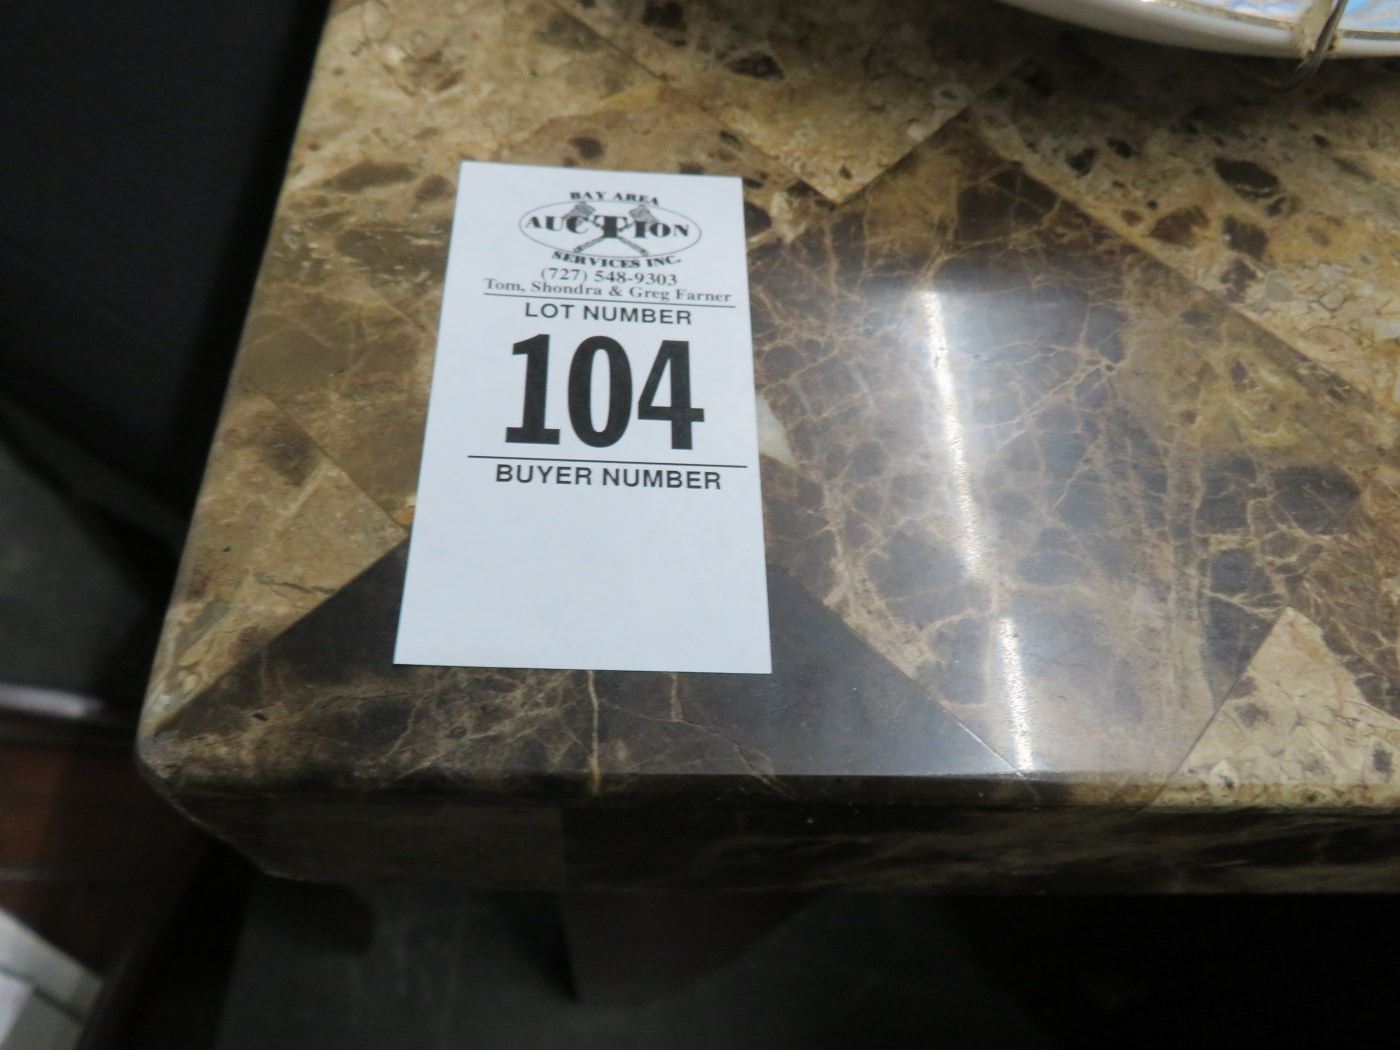 BAY AREA
AUCTION
SERVICES INC.
(727) 548-9303
Tom, Shondra & Greg Farner
LOT NUMBER
104
BUYER NUMBER